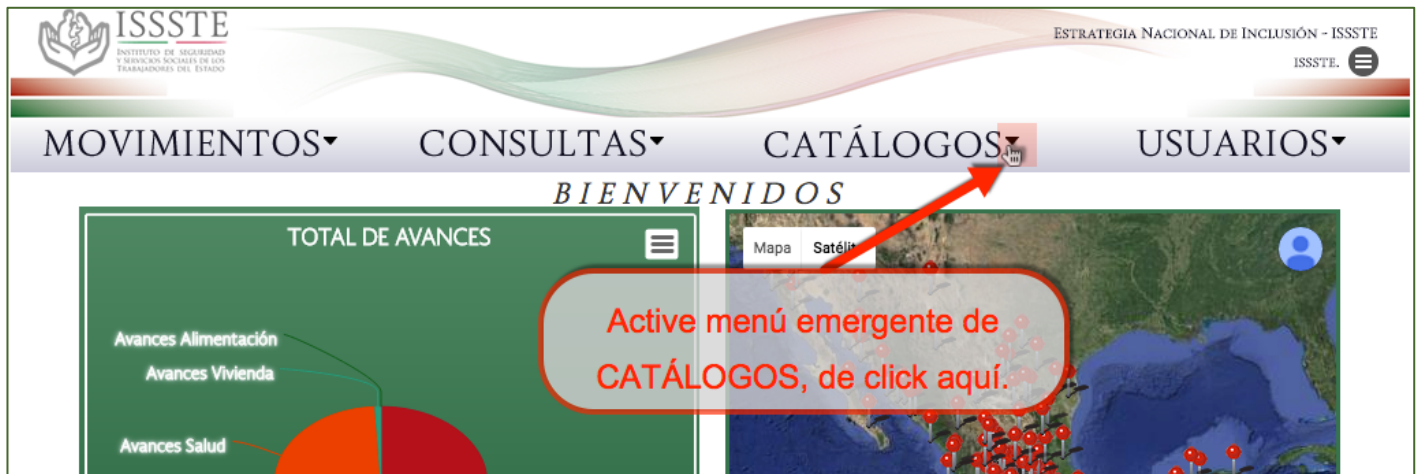 ISSSTE
INSTITUTO DE SEGURIDAD
Y SERVICIOS SOCIALES DE LOS
TRABAJADORES DEL ESTADO
ESTRATEGIA NACIONAL DE INCLUSIÓN - ISSSTE
ISSSTE.
MOVIMIENTOS
CONSULTAS
CATÁLOGOS
USUARIOS
BIENVENIDOS
TOTAL DE AVANCES
Avances Alimentación
Avances Vivienda
Avances Salud
Mapa
Satélite
Active menú emergente de
CATÁLOGOS, de click aquí.